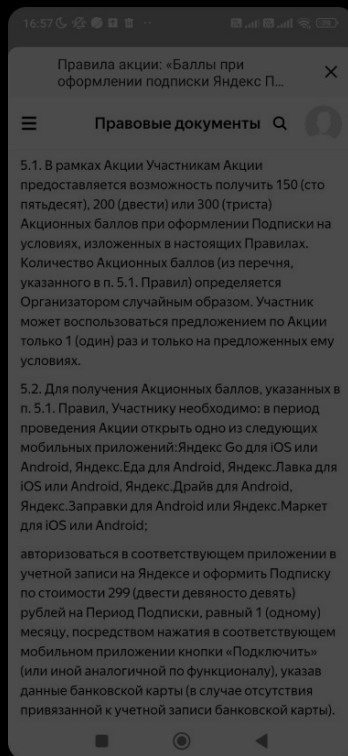 16:57
Правила акции: «Баллы при
оформлении подписки Яндекс П...
Правовые документы
5.1. В рамках Акции Участникам Акции
предоставляется возможность получить 150 (сто
пятьдесят), 200 (двести) или 300 (триста)
Акционных баллов при оформлении Подписки на
условиях, изложенных в настоящих Правилах.
Количество Акционных баллов (из перечня,
указанного в п. 5.1. Правил) определяется
Организатором случайным образом. Участник
может воспользоваться предложением по Акции
только 1 (один) раз и только на предложенных ему
условиях.
5.2. Для получения Акционных баллов, указанных в
п. 5.1. Правил, Участнику необходимо: в период
проведения Акции открыть одно из следующих
мобильных приложений:Яндекс Go для iOS или
Android, Яндекс.Еда для Android, Яндекс.Лавка для
iOS или Android, Яндекс.Драйв для Android,
Яндекс.Заправки для Android или Яндекс.Маркет
для iOS или Android;
авторизоваться в соответствующем приложении в
учетной записи на Яндексе и оформить Подписку
по стоимости 299 (двести девяносто девять)
рублей на Период Подписки, равный 1 (одному)
месяцу, посредством нажатия в соответствующем
мобильном приложении кнопки «Подключить»
(или иной аналогичной по функционалу), указав
данные банковской карты (в случае отсутствия
привязанной к учетной записи банковской карты).